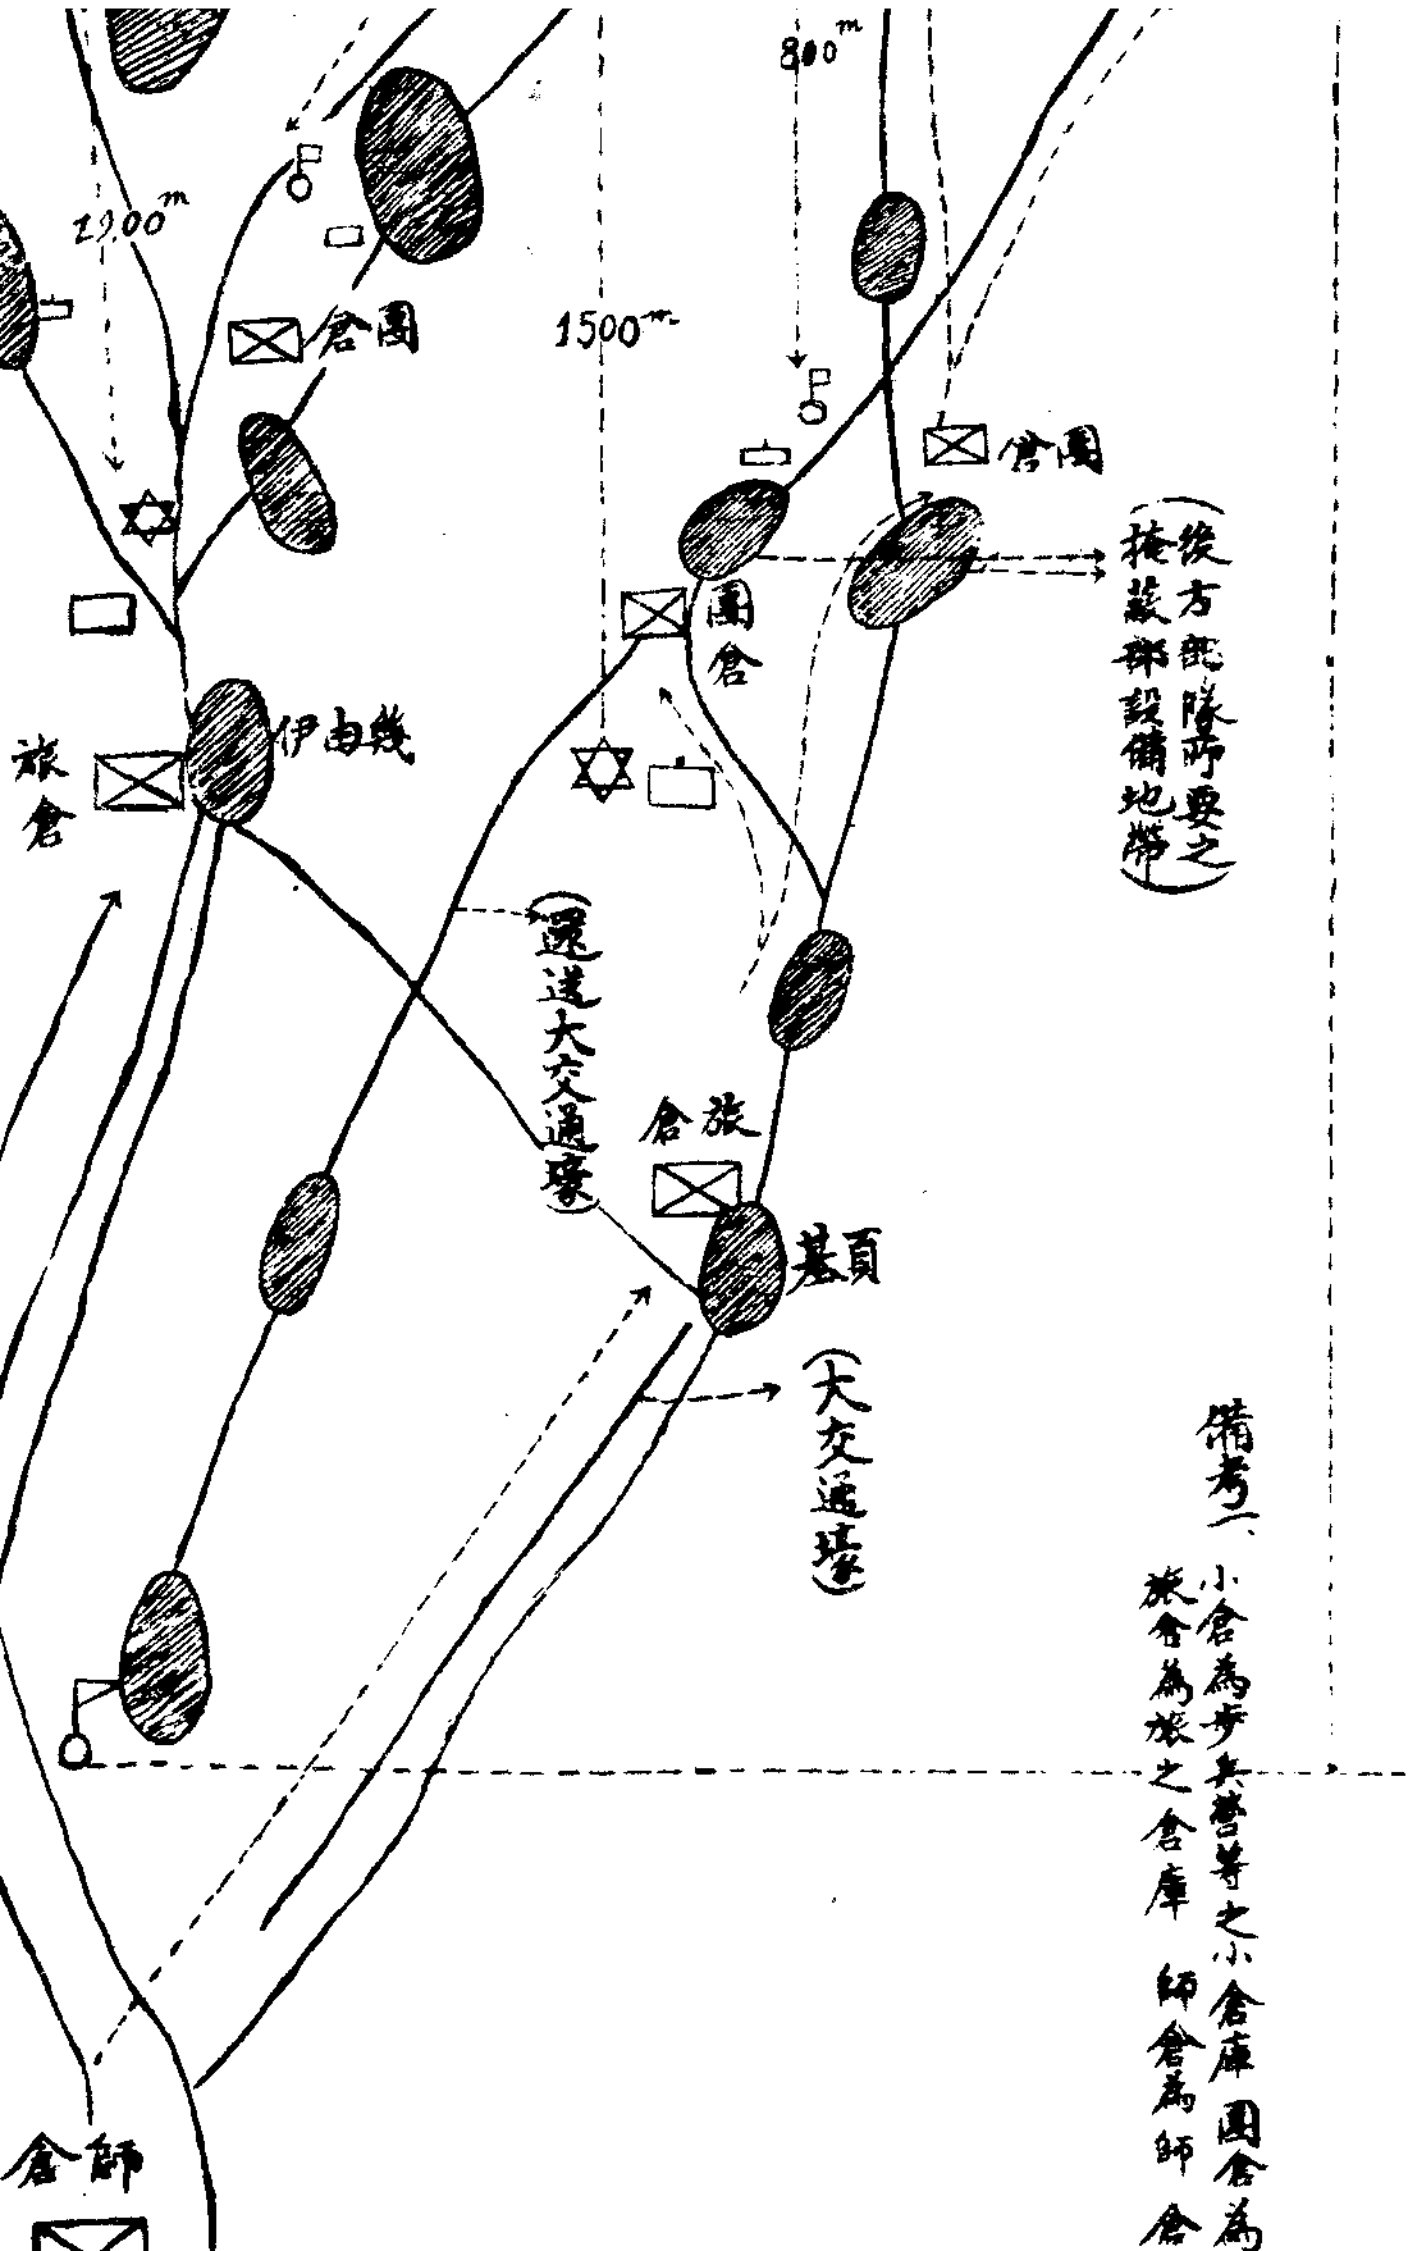 800m
2900m
倉團
1500m
倉團
(後方部隊所要之
掩蔽部設備地帶)
團
倉
伊由幾
旅
倉
(還送大交通壕)
倉旅
基頁
(大交通壕)
備考一、
小倉為步兵營等之小倉庫 團倉為
旅倉為旅之倉庫 師倉為師倉
倉師